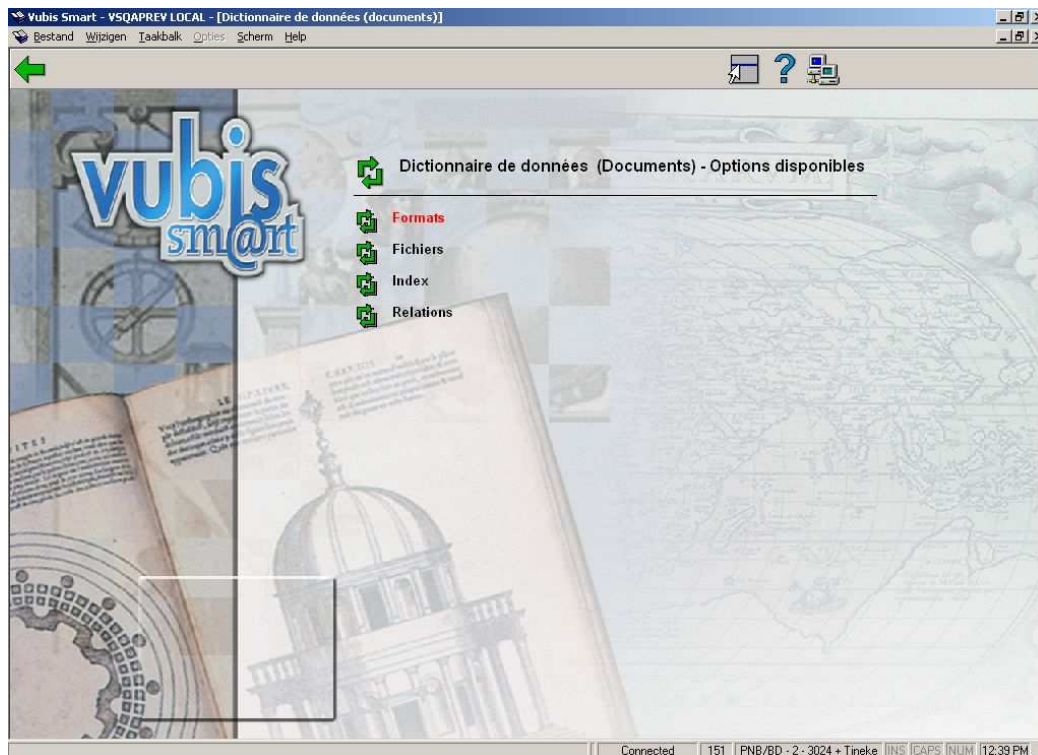 Vubis Smart - VSQAPREV LOCAL - [Dictionnaire de données (documents)]
Bestand Wijzigen Taakbalk Opties Scherm Help
vubis
sm@rt
Dictionnaire de données (Documents) - Options disponibles
Formats
Fichiers
Index
Relations
Connected 151 PNB/BD - 2 - 3024 + Tineke INS CAPS NUM 12:39 PM